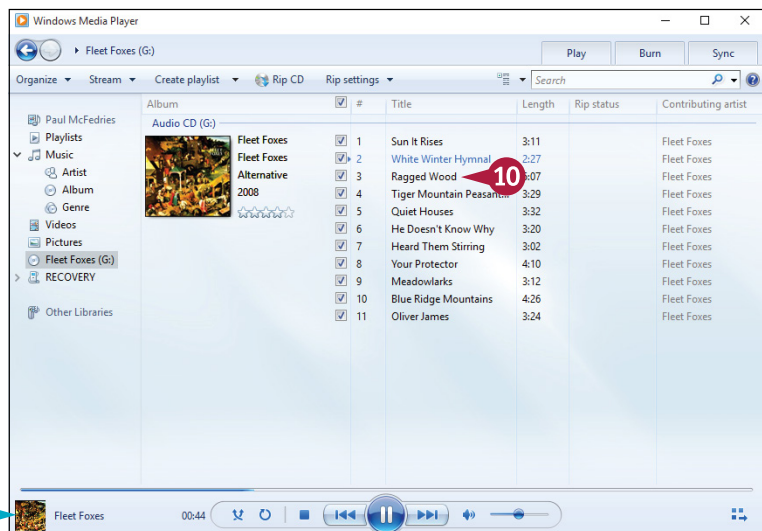 Windows Media Player
Fleet Foxes (G:)
Play Burn Sync
Organize Stream Create playlist Rip CD Rip settings Search
Album # Title Length Rip status Contributing artist
Audio CD (G:)
Paul McFedries
Playlists
Music
Artist
Album
Genre
Videos
Pictures
Fleet Foxes (G:)
RECOVERY
Other Libraries
Fleet Foxes
Fleet Foxes
Alternative
2008
1 Sun It Rises 3:11 Fleet Foxes
2 White Winter Hymnal 2:27 Fleet Foxes
3 Ragged Wood 10 :07 Fleet Foxes
4 Tiger Mountain Peasant... 3:29 Fleet Foxes
5 Quiet Houses 3:32 Fleet Foxes
6 He Doesn't Know Why 3:20 Fleet Foxes
7 Heard Them Stirring 3:02 Fleet Foxes
8 Your Protector 4:10 Fleet Foxes
9 Meadowlarks 3:12 Fleet Foxes
10 Blue Ridge Mountains 4:26 Fleet Foxes
11 Oliver James 3:24 Fleet Foxes
Fleet Foxes 00:44